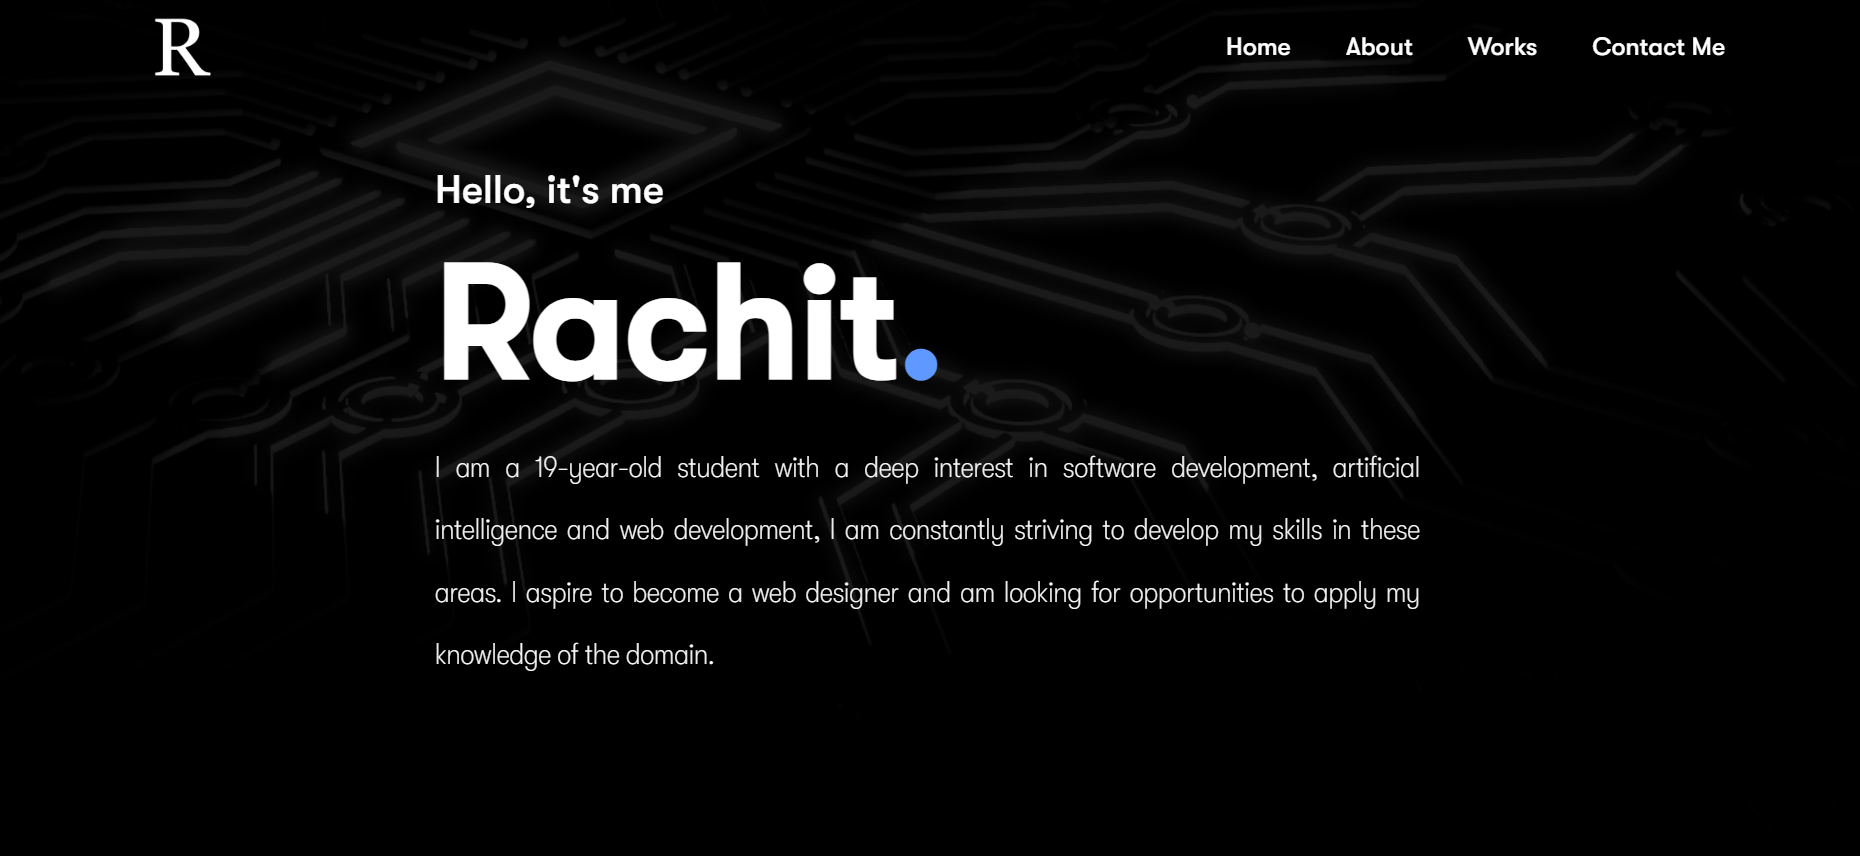 R
Home About Works Contact Me
Hello, it's me
Rachit.
I am a 19-year-old student with a deep interest in software development, artificial
intelligence and web development, I am constantly striving to develop my skills in these
areas. I aspire to become a web designer and am looking for opportunities to apply my
knowledge of the domain.